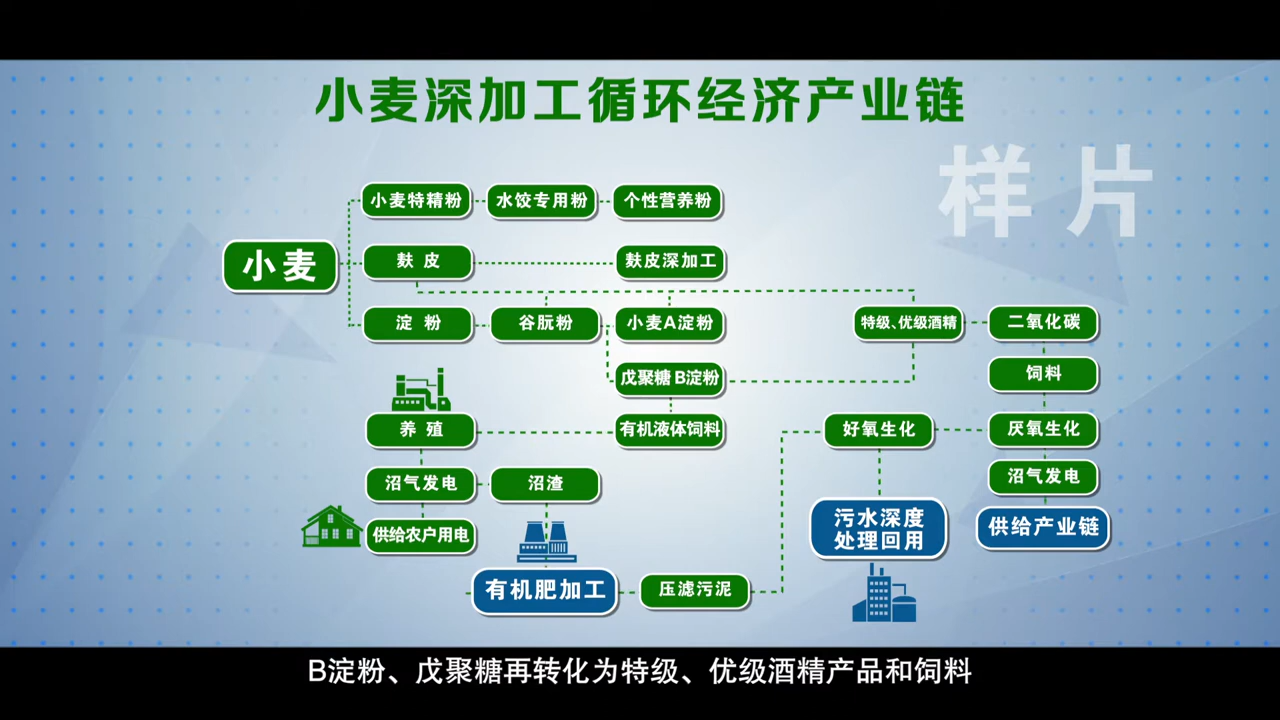 小麦深加工循环经济产业链
样片
小麦特精粉
水饺专用粉
个性营养粉
小麦
麸皮
麸皮深加工
淀粉
谷朊粉
小麦A淀粉
特级、优级酒精
二氧化碳
戊聚糖B淀粉
饲料
养殖
有机液体饲料
好氧生化
厌氧生化
沼气发电
沼渣
沼气发电
供给农户用电
污水深度
处理回用
供给产业链
有机肥加工
压滤污泥
B淀粉、戊聚糖再转化为特级、优级酒精产品和饲料